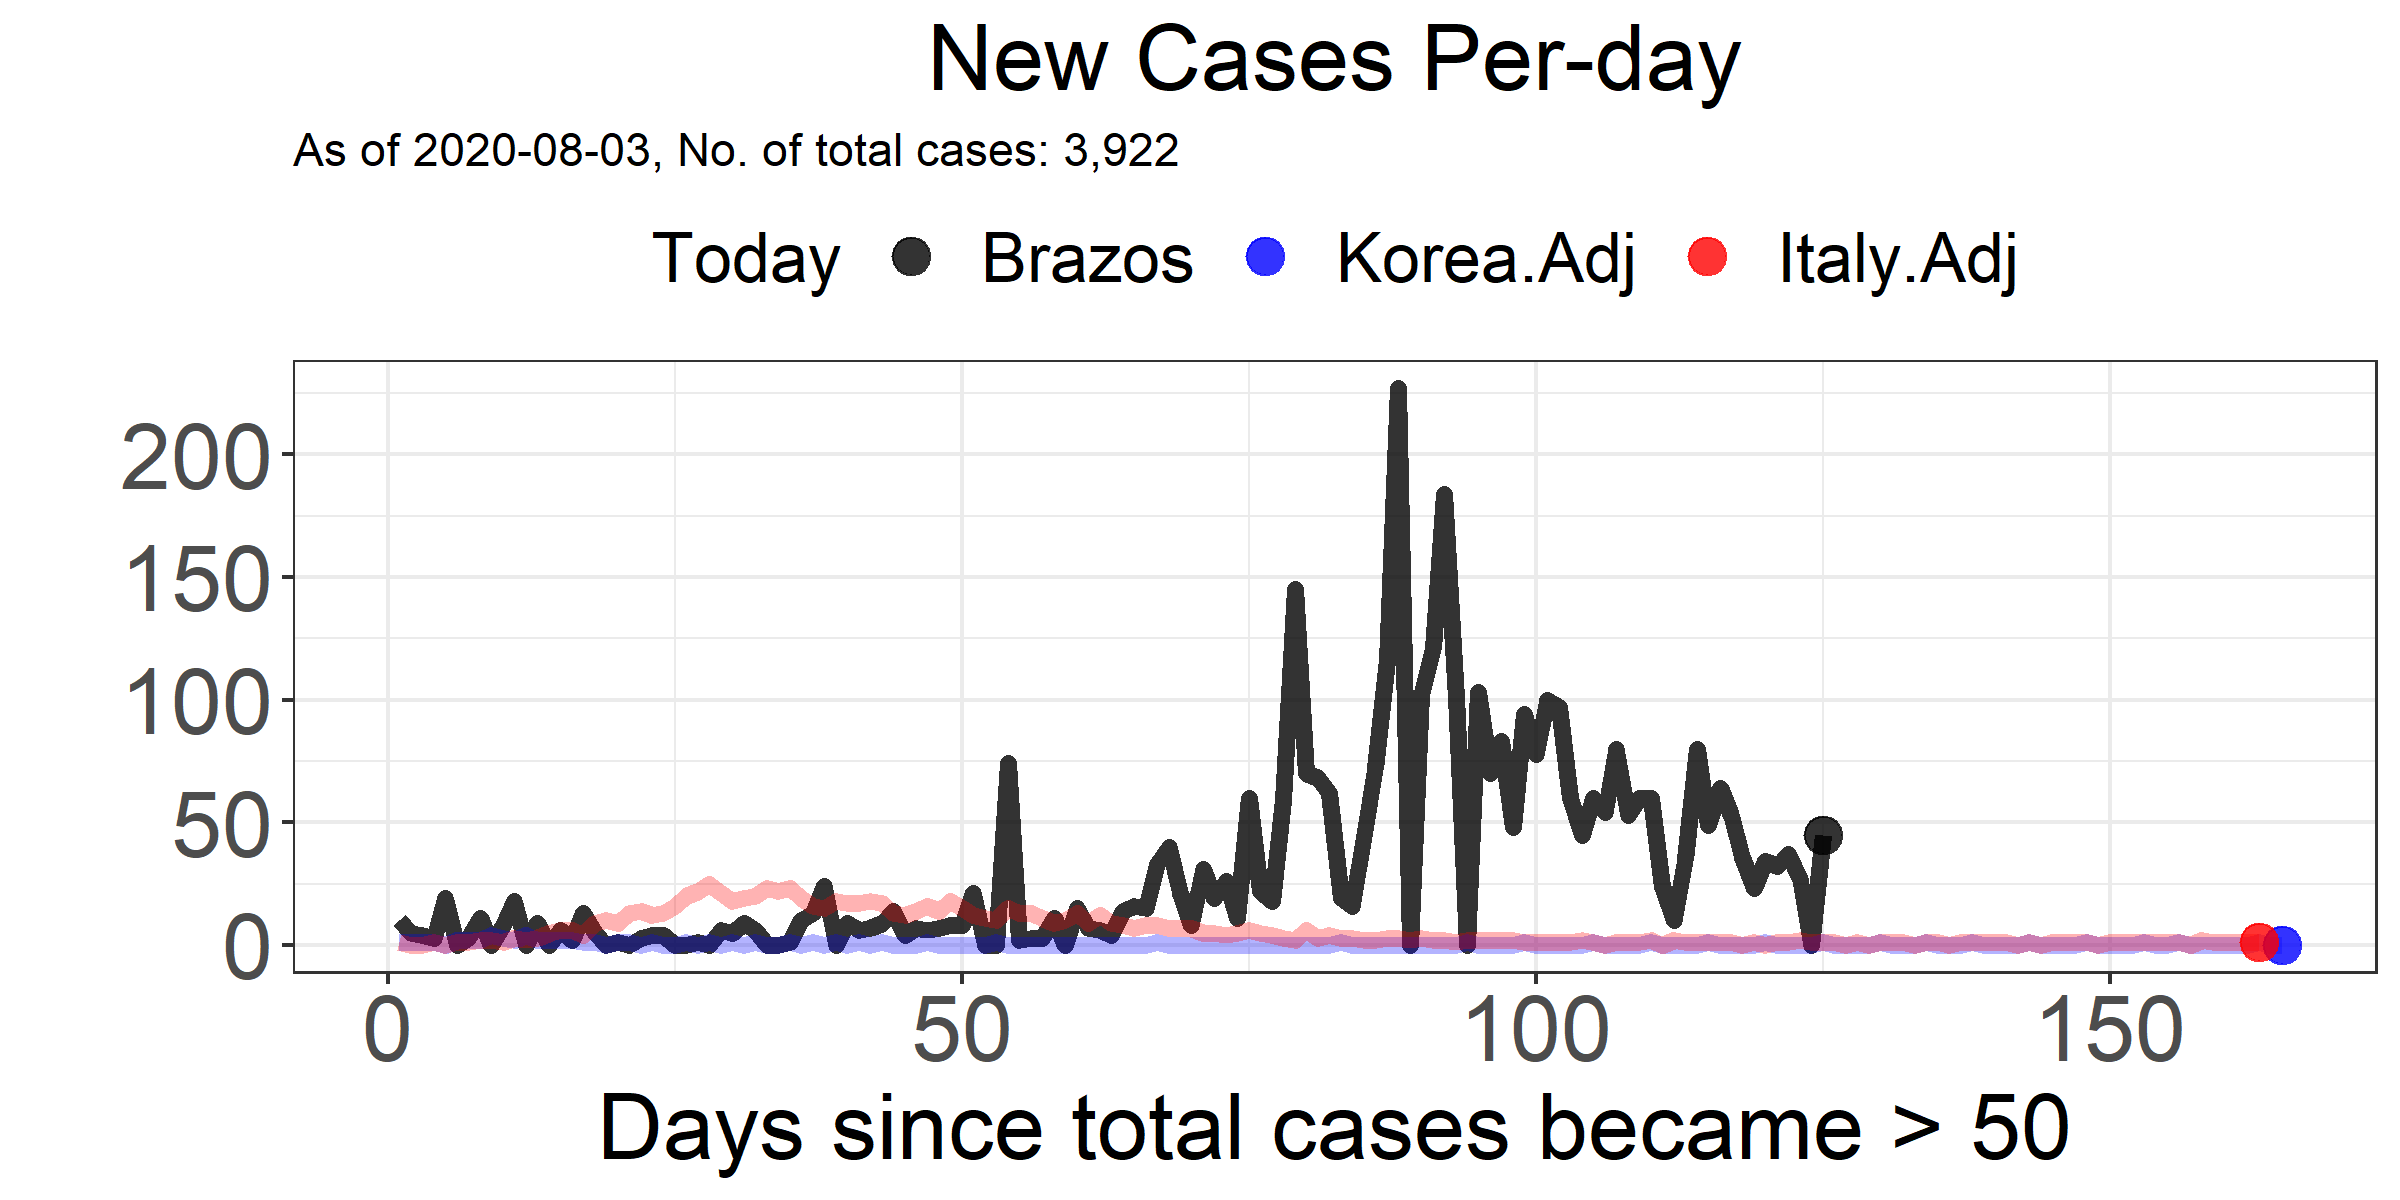 New Cases Per-day
As of 2020-08-03, No. of total cases: 3,922
Today Brazos Korea.Adj Italy.Adj
200
150
100
50
0
0 50 100 150
Days since total cases became > 50